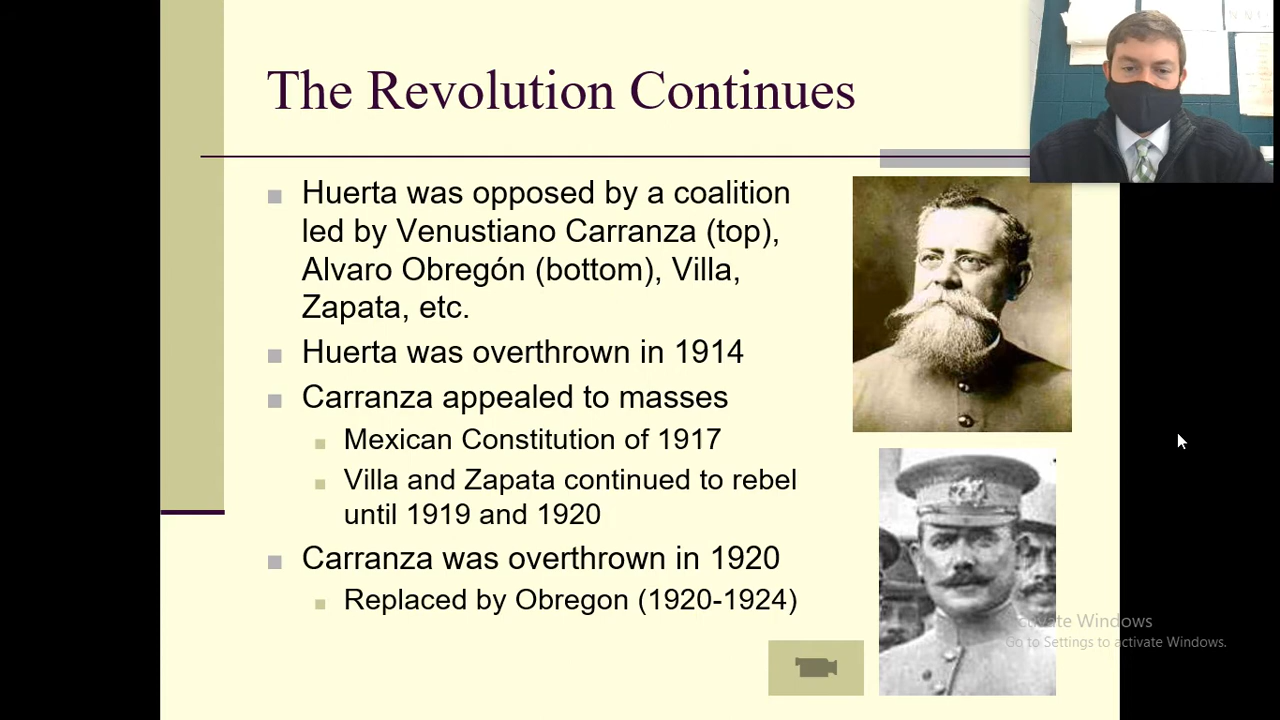 The Revolution Continues
Huerta was opposed by a coalition
led by Venustiano Carranza (top),
Alvaro Obregón (bottom), Villa,
Zapata, etc.
Huerta was overthrown in 1914
Carranza appealed to masses
Mexican Constitution of 1917
Villa and Zapata continued to rebel
until 1919 and 1920
Carranza was overthrown in 1920
Replaced by Obregon (1920-1924)
Activate Windows
Go to Settings to activate Windows.